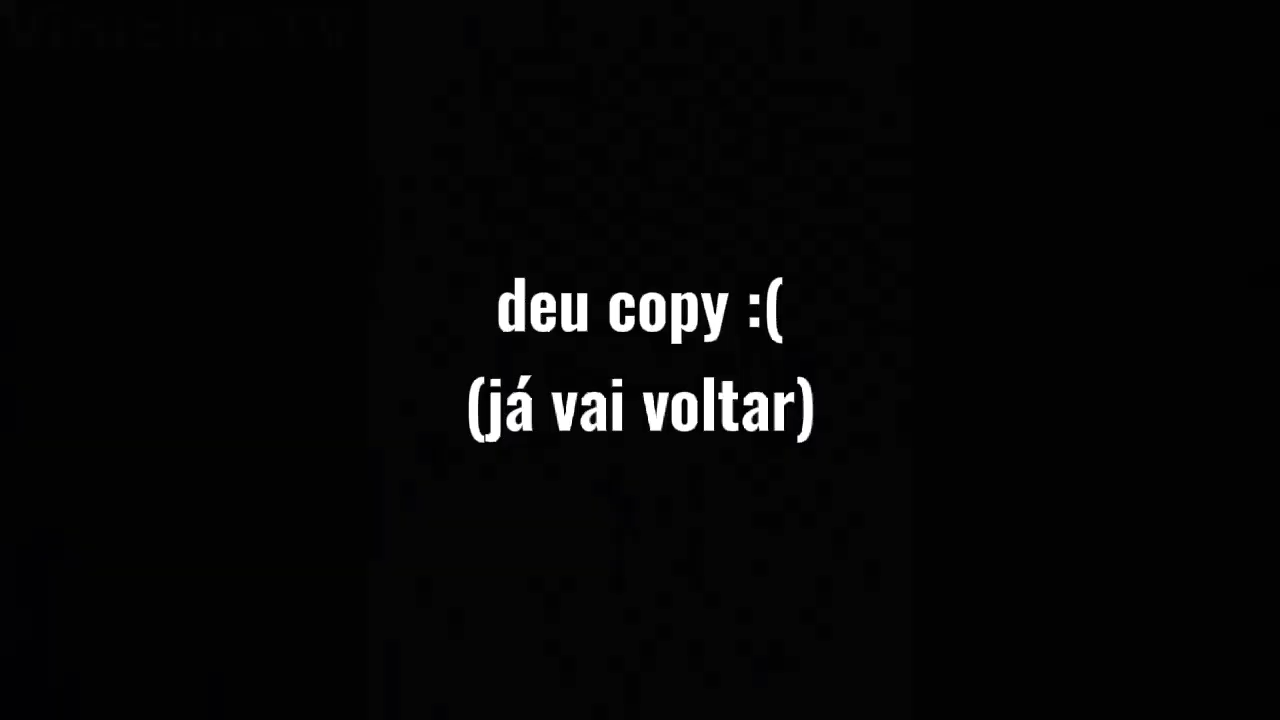 deu copy :(
(já vai voltar)